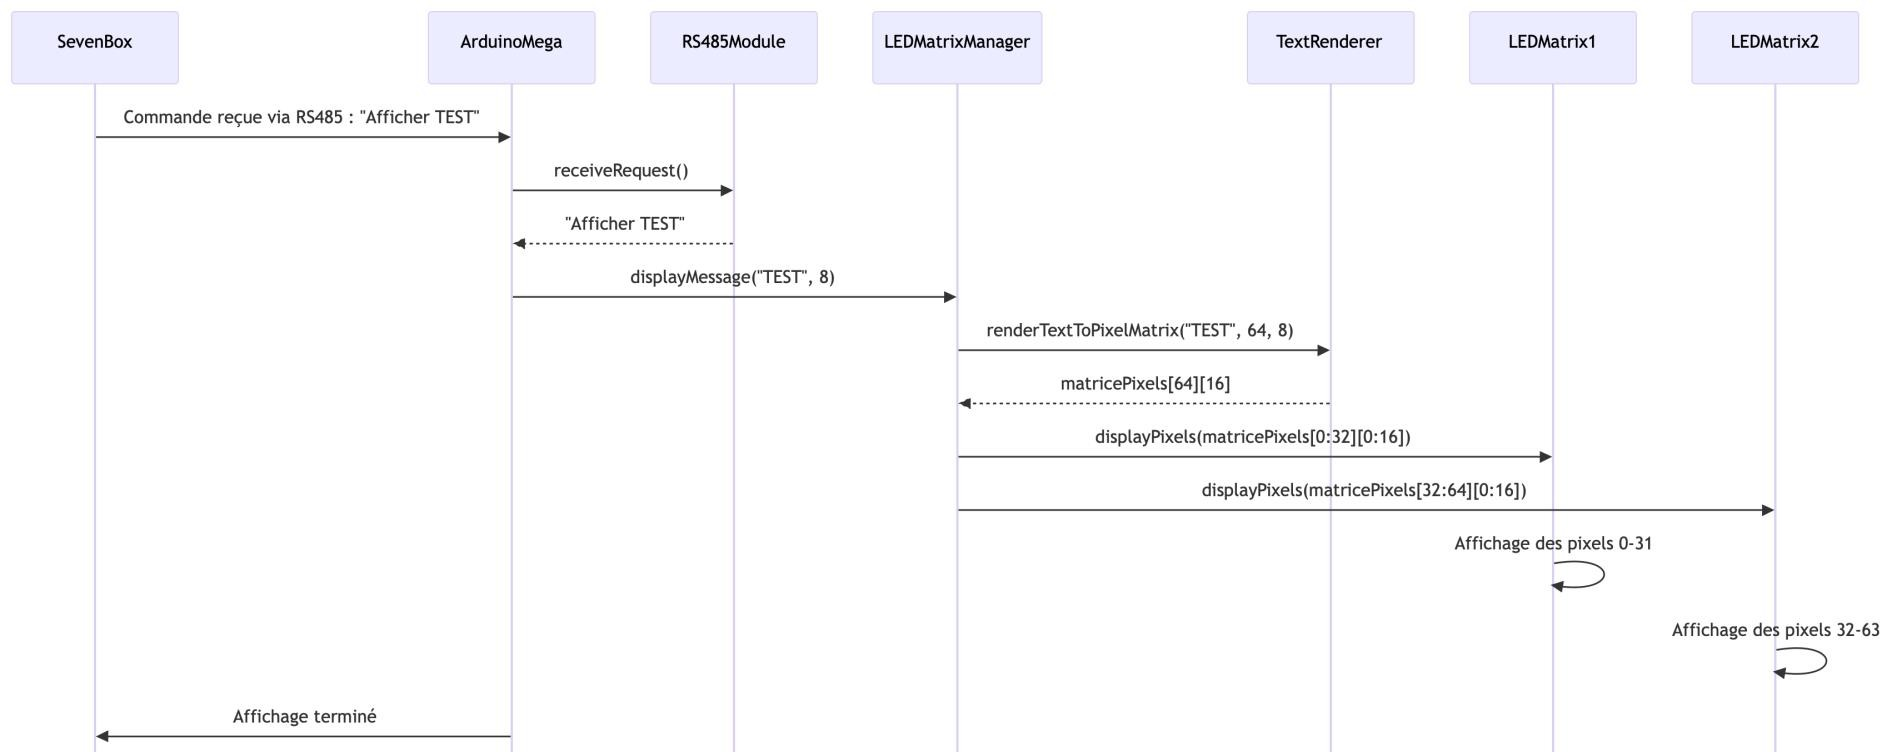 SevenBox
ArduinoMega
RS485Module
LEDMatrixManager
TextRenderer
LEDMatrix1
LEDMatrix2
Commande reçue via RS485 : "Afficher TEST"
receiveRequest()
"Afficher TEST"
displayMessage("TEST", 8)
renderTextToPixelMatrix("TEST", 64, 8)
matricePixels[64][16]
displayPixels(matricePixels[0:32][0:16])
displayPixels(matricePixels[32:64][0:16])
Affichage des pixels 0-31
Affichage des pixels 32-63
Affichage terminé